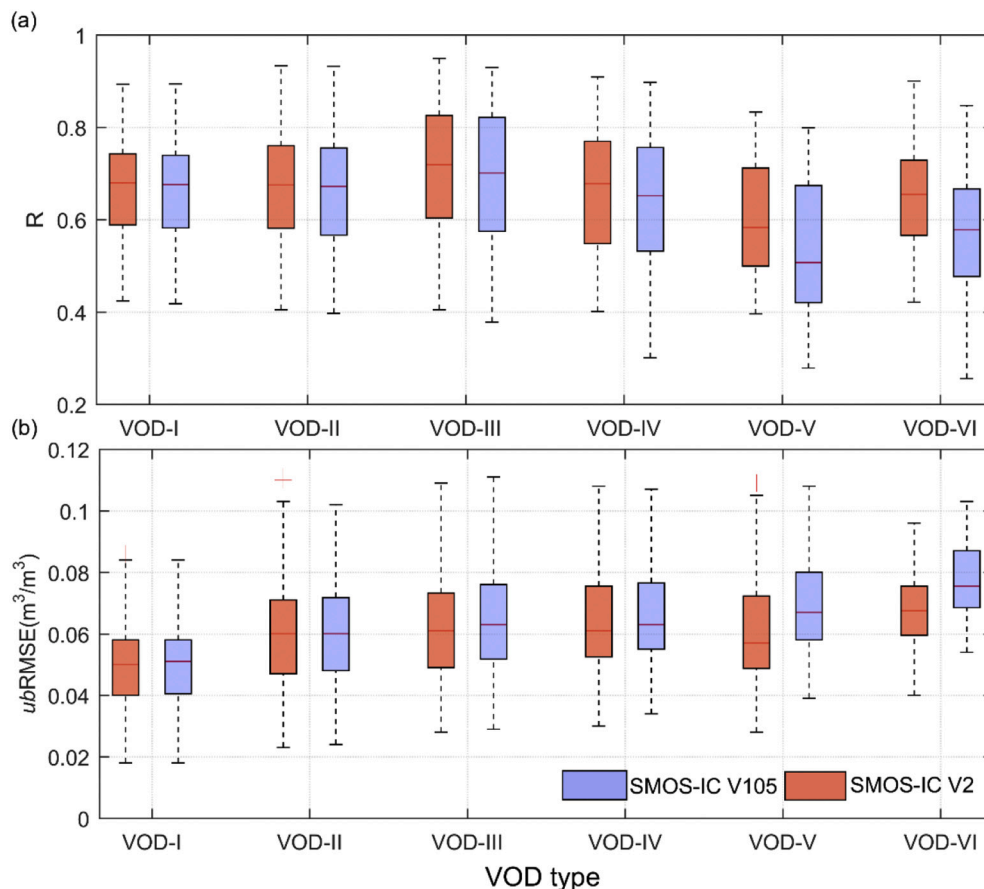 (a)
1
0.8
0.6
0.4
0.2
R
VOD-I VOD-II VOD-III VOD-IV VOD-V VOD-VI
(b)
0.12
0.1
0.08
0.06
0.04
0.02
0
ubRMSE(m³/m³)
SMOS-IC V105 SMOS-IC V2
VOD-I VOD-II VOD-III VOD-IV VOD-V VOD-VI
VOD type